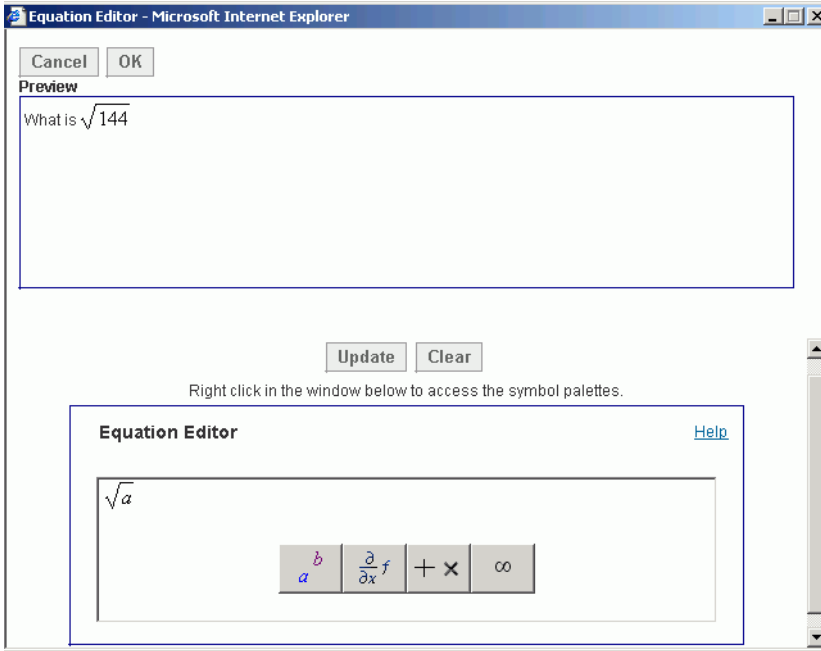 Equation Editor - Microsoft Internet Explorer
Cancel OK
Preview
What is √144
Update Clear
Right click in the window below to access the symbol palettes.
Equation Editor Help
√a
a^b ∂/∂x f + × ∞